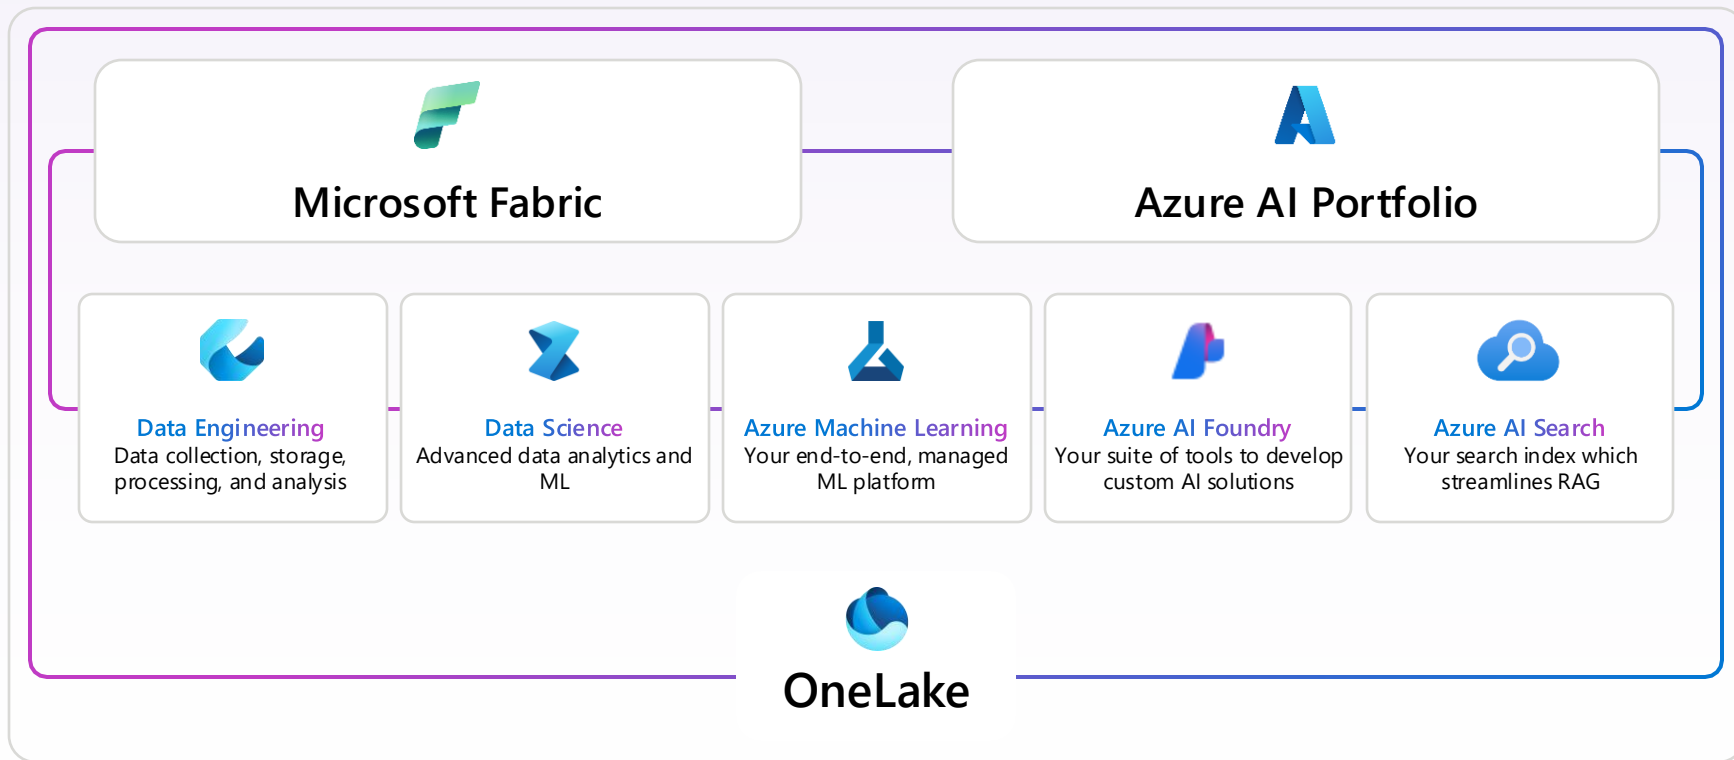 Microsoft Fabric
Azure AI Portfolio
Data Engineering
Data collection, storage,
processing, and analysis
Data Science
Advanced data analytics and
ML
Azure Machine Learning
Your end-to-end, managed
ML platform
Azure AI Foundry
Your suite of tools to develop
custom AI solutions
Azure AI Search
Your search index which
streamlines RAG
OneLake